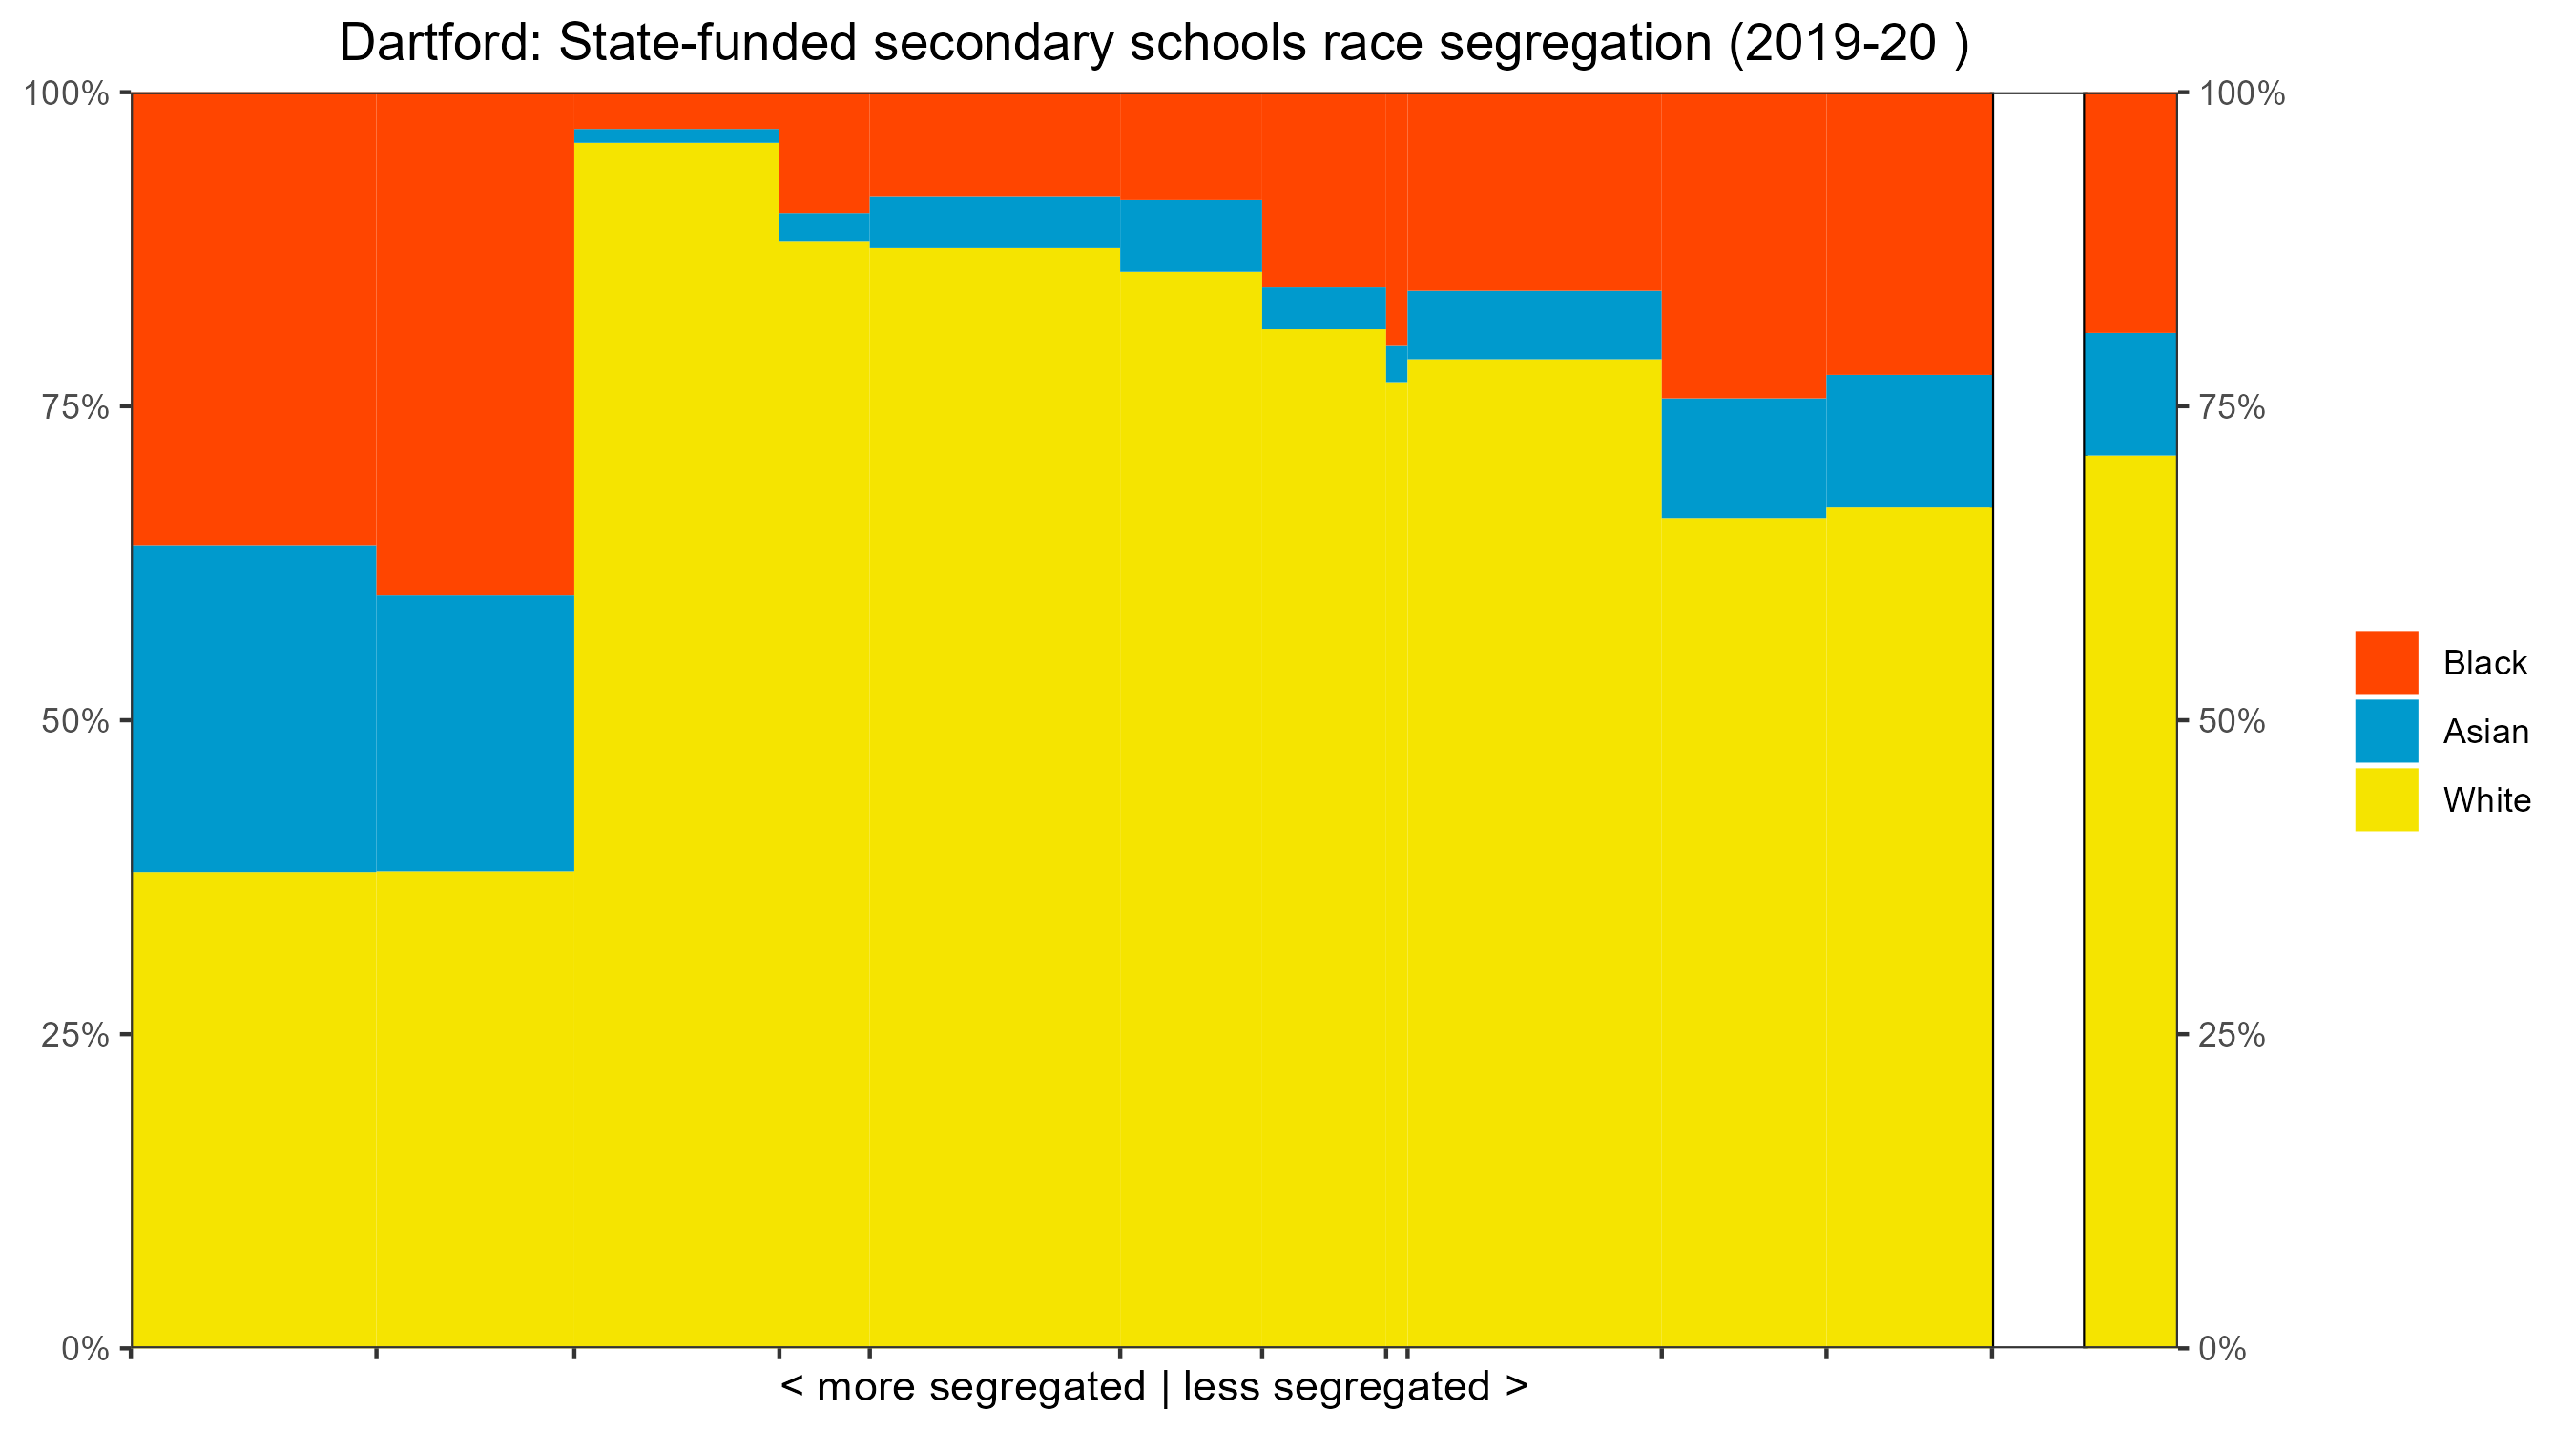 Dartford: State-funded secondary schools race segregation (2019-20 )
100%
100%
75%
75%
50%
50%
25%
25%
0%
0%
Black
Asian
White
< more segregated | less segregated >